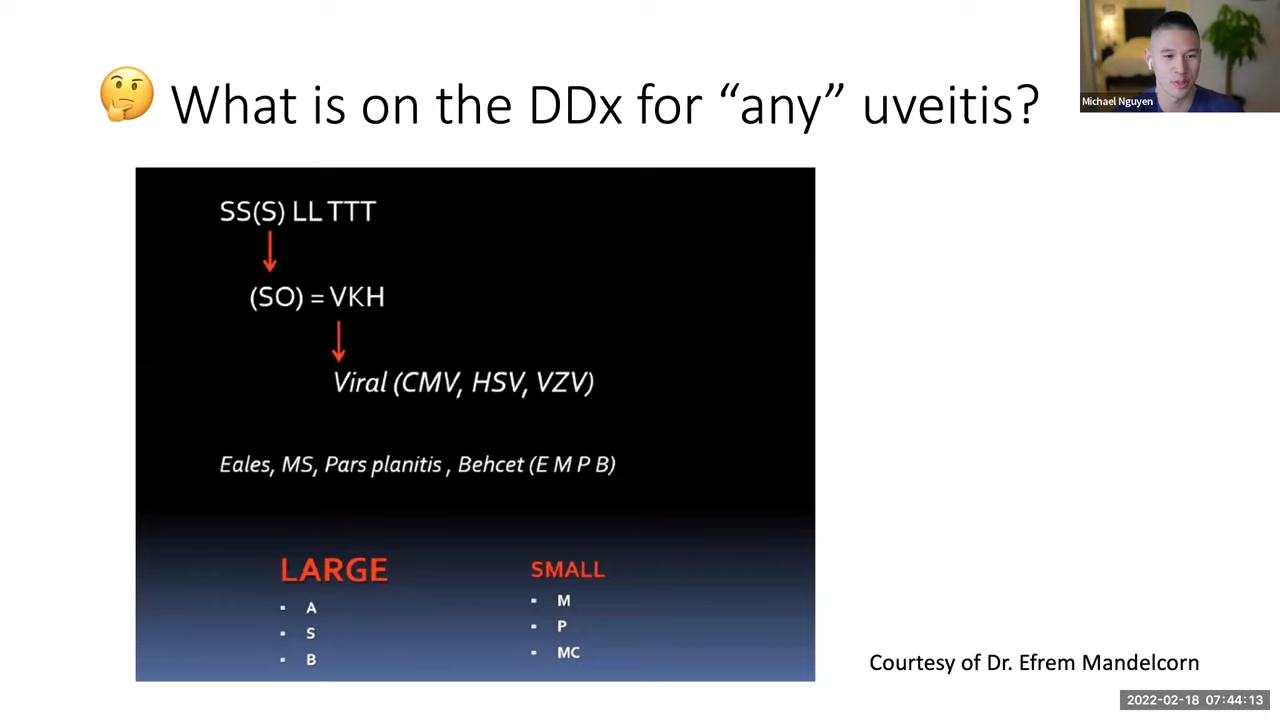 What is on the DDx for “any” uveitis?
Michael Nguyen
SS(S) LL TTT
(SO) = VKH
Viral (CMV, HSV, VZV)
Eales, MS, Pars planitis , Behcet (E M P B)
LARGE
▪ A
▪ S
▪ B
SMALL
▪ M
▪ P
▪ MC
Courtesy of Dr. Efrem Mandelcorn
2022-02-18 07:44:13